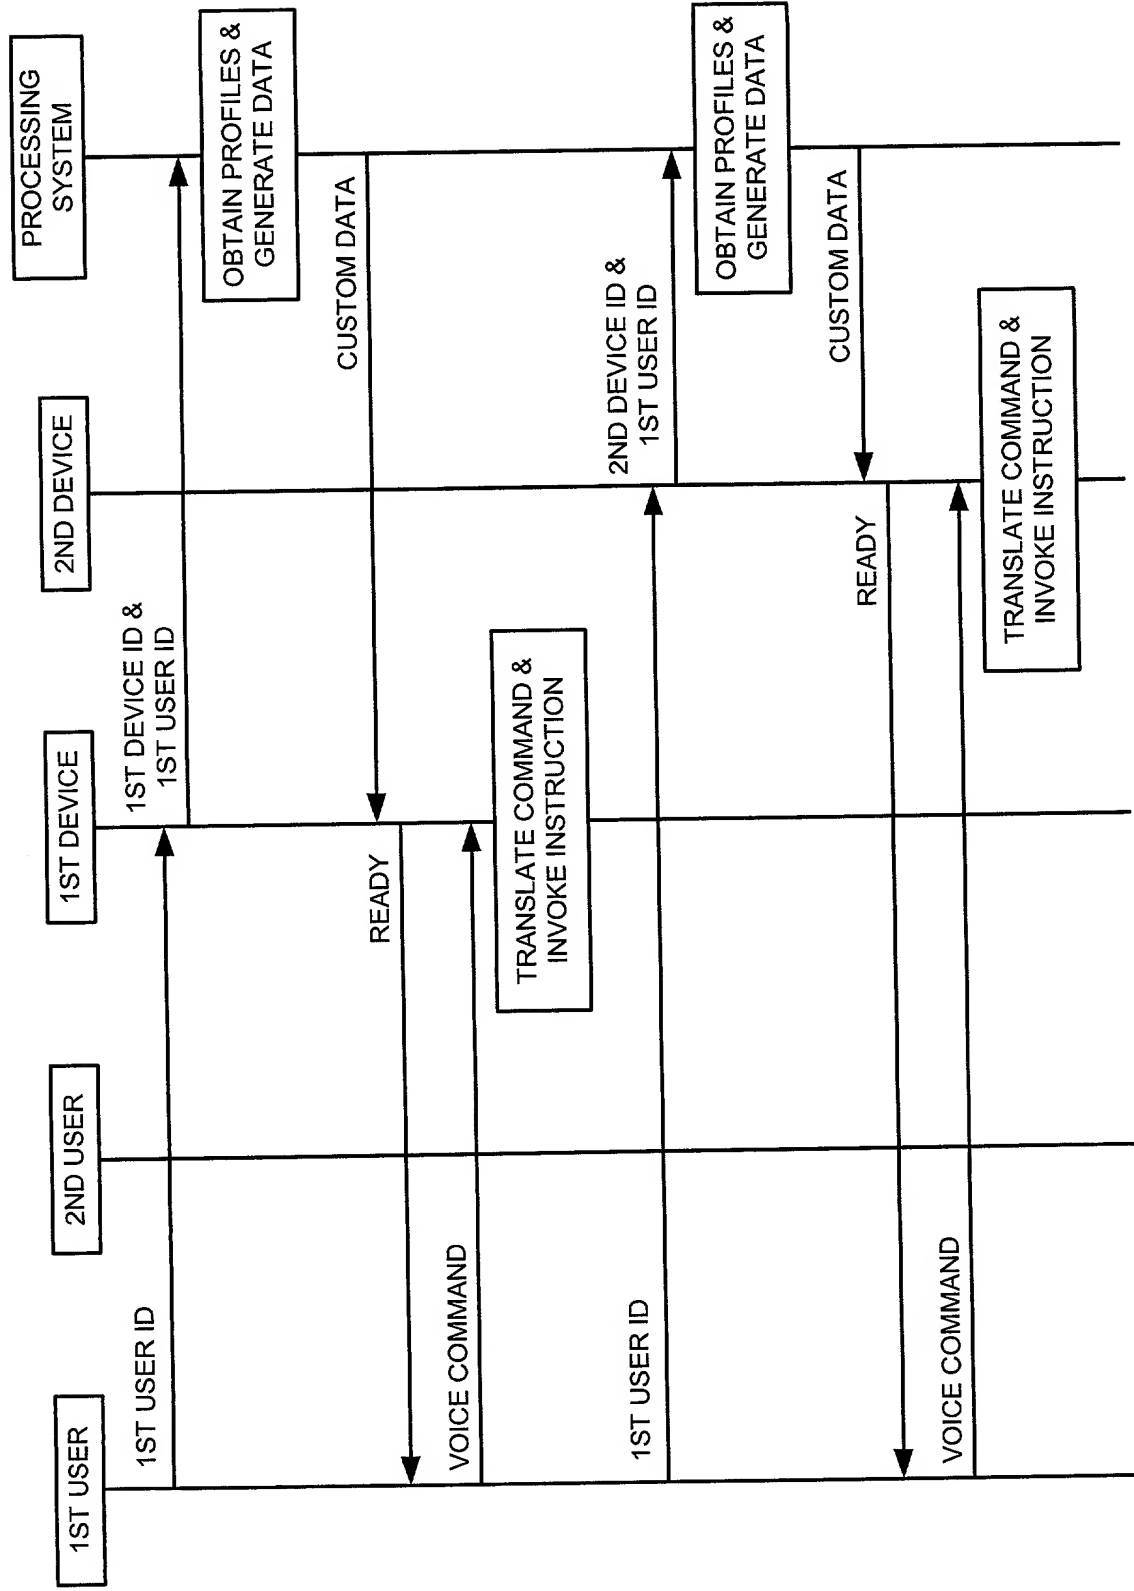 1ST USER
2ND USER
1ST DEVICE
2ND DEVICE
PROCESSING
SYSTEM
1ST USER ID
1ST DEVICE ID &
1ST USER ID
OBTAIN PROFILES &
GENERATE DATA
CUSTOM DATA
READY
VOICE COMMAND
TRANSLATE COMMAND &
INVOKE INSTRUCTION
1ST USER ID
2ND DEVICE ID &
1ST USER ID
OBTAIN PROFILES &
GENERATE DATA
CUSTOM DATA
READY
VOICE COMMAND
TRANSLATE COMMAND &
INVOKE INSTRUCTION